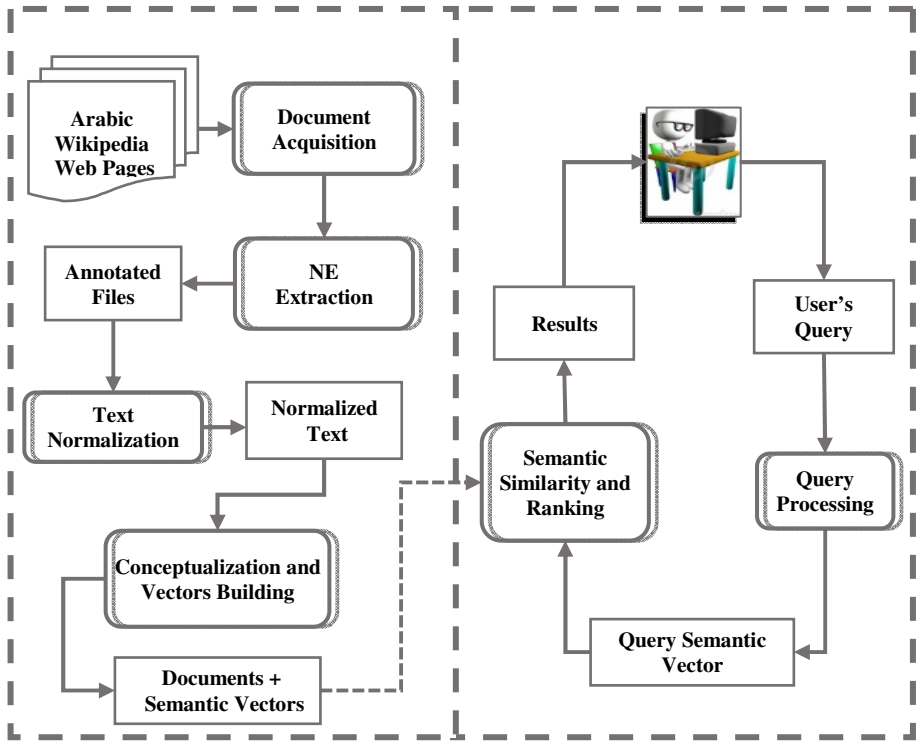 Arabic
Wikipedia
Web Pages
Document
Acquisition
NE
Extraction
Annotated
Files
Text
Normalization
Normalized
Text
Conceptualization and
Vectors Building
Documents +
Semantic Vectors
User's
Query
Query
Processing
Query Semantic
Vector
Semantic
Similarity and
Ranking
Results